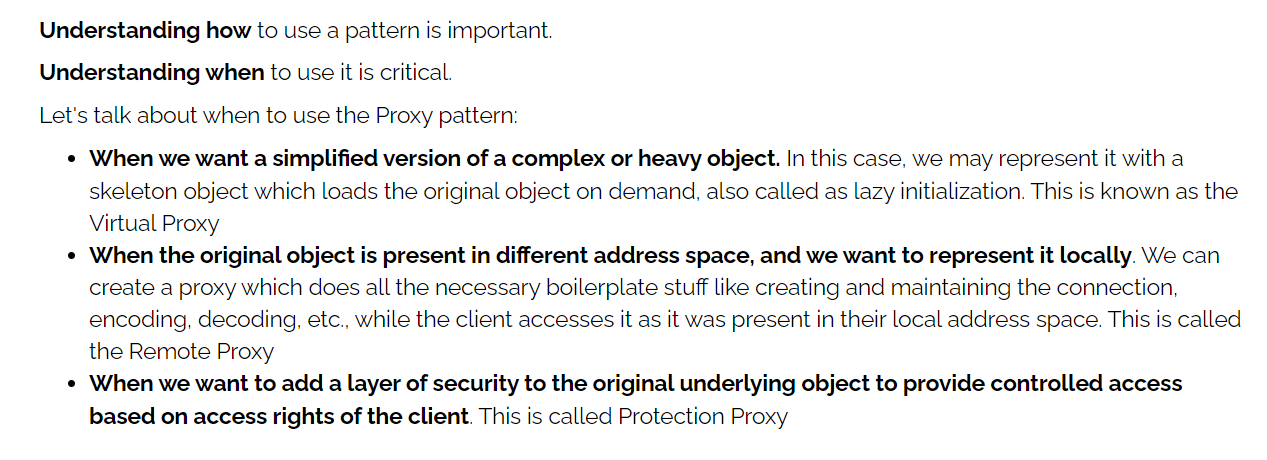 Understanding how to use a pattern is important.
Understanding when to use it is critical.
Let's talk about when to use the Proxy pattern:
• When we want a simplified version of a complex or heavy object. In this case, we may represent it with a
skeleton object which loads the original object on demand, also called as lazy initialization. This is known as the
Virtual Proxy
• When the original object is present in different address space, and we want to represent it locally. We can
create a proxy which does all the necessary boilerplate stuff like creating and maintaining the connection,
encoding, decoding, etc., while the client accesses it as it was present in their local address space. This is called
the Remote Proxy
• When we want to add a layer of security to the original underlying object to provide controlled access
based on access rights of the client. This is called Protection Proxy